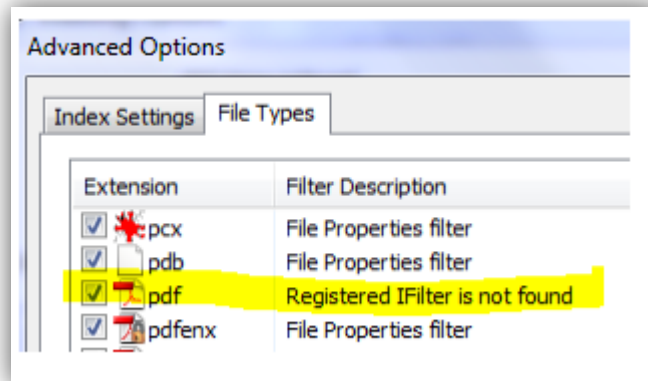 Advanced Options
Index Settings File Types
Extension Filter Description
pcx File Properties filter
pdb File Properties filter
pdf Registered IFilter is not found
pdfenx File Properties filter